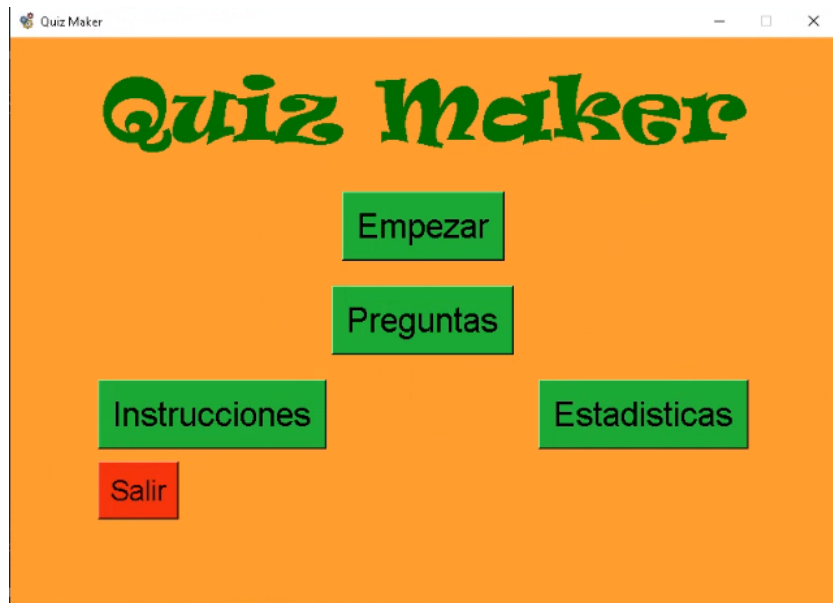 Quiz Maker
Quiz Maker
Empezar
Preguntas
Instrucciones
Estadisticas
Salir